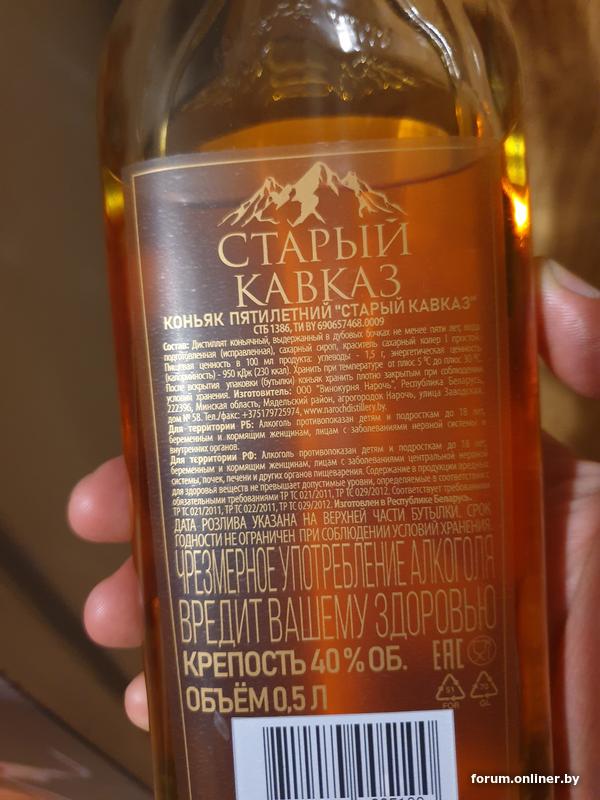 СТАРЫЙ
КАВКАЗ
КОНЬЯК ПЯТИЛЕТНИЙ "СТАРЫЙ КАВКАЗ"
СТБ 1386, ТИ BY 690657468.0009
Состав: Дистиллят коньячный, выдержанный в дубовых бочках не менее пяти лет, вода
подготовленная (исправленная), сахарный сироп, краситель сахарный колер I простой.
Пищевая ценность в 100 мл продукта: углеводы - 1,5 г, энергетическая ценность
(калорийность) - 950 кДж (230 ккал). Хранить при температуре от плюс 5 °С до плюс 30 °С.
После вскрытия упаковки (бутылки) коньяк хранить плотно закрытым при соблюдении
условий хранения. Изготовитель: ООО "Винокурня Нарочь", Республика Беларусь,
222396, Минская область, Мядельский район, агрогородок Нарочь, улица Заводская,
дом № 58. Тел./факс: +375179725974, www.narochdistillery.by.
Для территории РБ: Алкоголь противопоказан детям и подросткам до 18 лет,
беременным и кормящим женщинам, лицам с заболеваниями нервной системы и
внутренних органов.
Для территории РФ: Алкоголь противопоказан детям и подросткам до 18 лет,
беременным и кормящим женщинам, лицам с заболеваниями центральной нервной
системы, почек, печени и других органов пищеварения. Содержание в продукции вредных
для здоровья веществ не превышает допустимые уровни, определяемые в соответствии с
обязательными требованиями ТР ТС 021/2011, ТР ТС 029/2012. Соответствует требованиям
ТР ТС 021/2011, ТР ТС 022/2011, ТР ТС 029/2012. Изготовлен в Республике Беларусь.
ДАТА РОЗЛИВА УКАЗАНА НА ВЕРХНЕЙ ЧАСТИ БУТЫЛКИ. СРОК
ГОДНОСТИ НЕ ОГРАНИЧЕН ПРИ СОБЛЮДЕНИИ УСЛОВИЙ ХРАНЕНИЯ.
ЧРЕЗМЕРНОЕ УПОТРЕБЛЕНИЕ АЛКОГОЛЯ
ВРЕДИТ ВАШЕМУ ЗДОРОВЬЮ
КРЕПОСТЬ 40 % ОБ. EAC
ОБЪЁМ 0,5 Л
51 70
FOR GL
forum.onliner.by